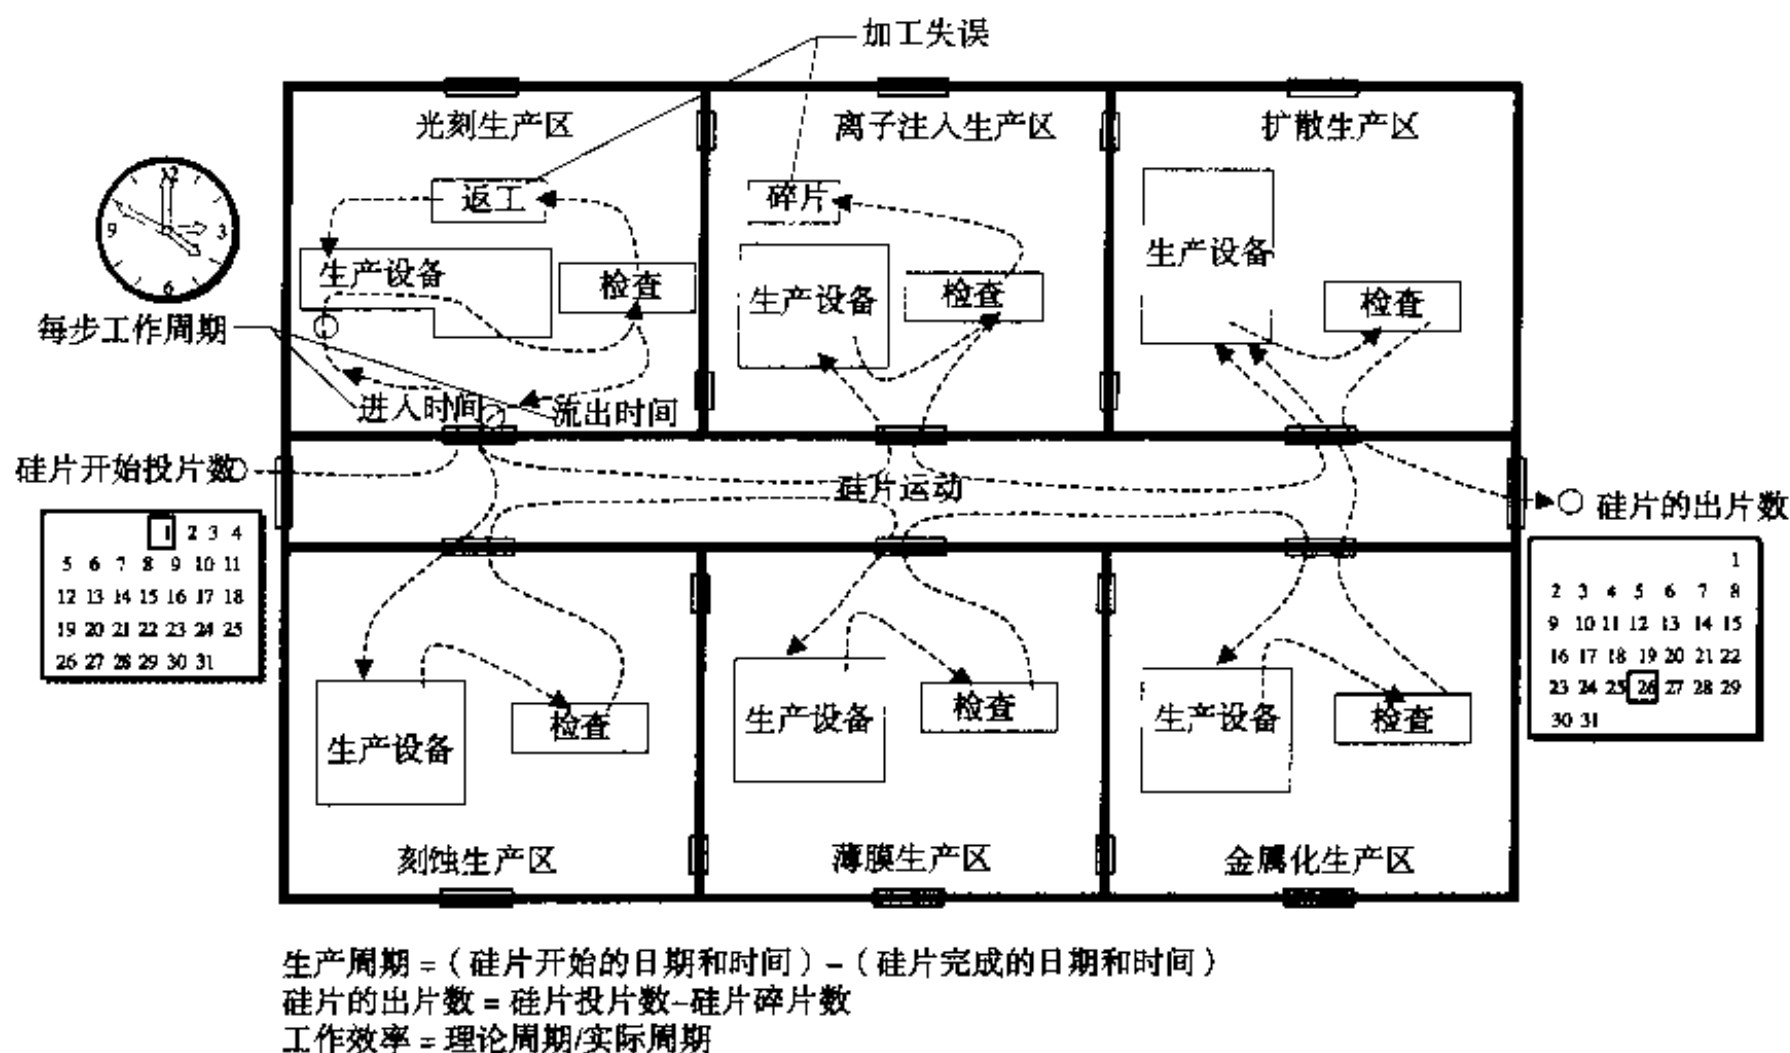 加工失误
光刻生产区
离子注入生产区
扩散生产区
12
9
3
6
返工
碎片
生产设备
检查
生产设备
检查
生产设备
检查
每步工作周期
进入时间
流出时间
硅片开始投片数
硅片运动
硅片的出片数
1 2 3 4
5 6 7 8 9 10 11
12 13 14 15 16 17 18
19 20 21 22 23 24 25
26 27 28 29 30 31
1
2 3 4 5 6 7 8
9 10 11 12 13 14 15
16 17 18 19 20 21 22
23 24 25 26 27 28 29
30 31
生产设备
检查
生产设备
检查
生产设备
检查
刻蚀生产区
薄膜生产区
金属化生产区
生产周期=(硅片开始的日期和时间)-(硅片完成的日期和时间)
硅片的出片数=硅片投片数-硅片碎片数
工作效率=理论周期/实际周期